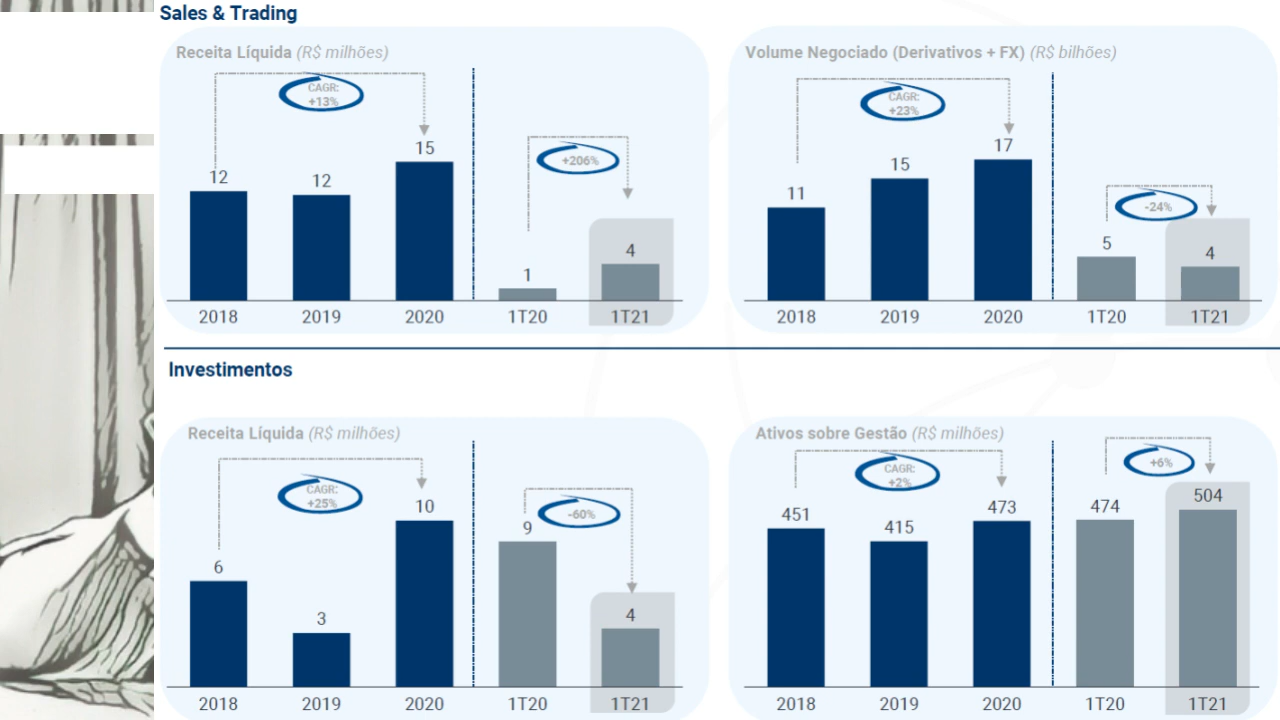 Sales & Trading
Receita Líquida (R$ milhões)
CAGR:
+13%
12
12
15
+206%
1
4
2018
2019
2020
1T20
1T21
Volume Negociado (Derivativos + FX) (R$ bilhões)
CAGR:
+23%
11
15
17
-24%
5
4
2018
2019
2020
1T20
1T21
Investimentos
Receita Líquida (R$ milhões)
CAGR:
+25%
6
3
10
-60%
9
4
2018
2019
2020
1T20
1T21
Ativos sobre Gestão (R$ milhões)
CAGR:
+2%
451
415
473
+6%
474
504
2018
2019
2020
1T20
1T21